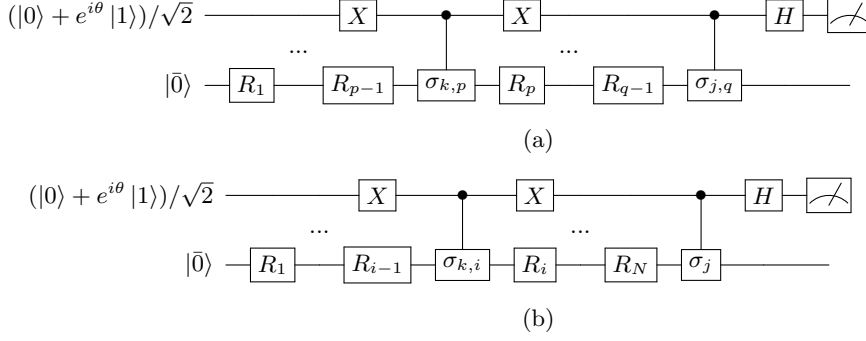 (|0⟩ + e^{iθ} |1⟩)/√2 X X H
... ...
|0̄⟩ R_1 R_{p−1} σ_{k,p} R_p R_{q−1} σ_{j,q}
(a)
(|0⟩ + e^{iθ} |1⟩)/√2 X X H
... ...
|0̄⟩ R_1 R_{i−1} σ_{k,i} R_i R_N σ_j
(b)